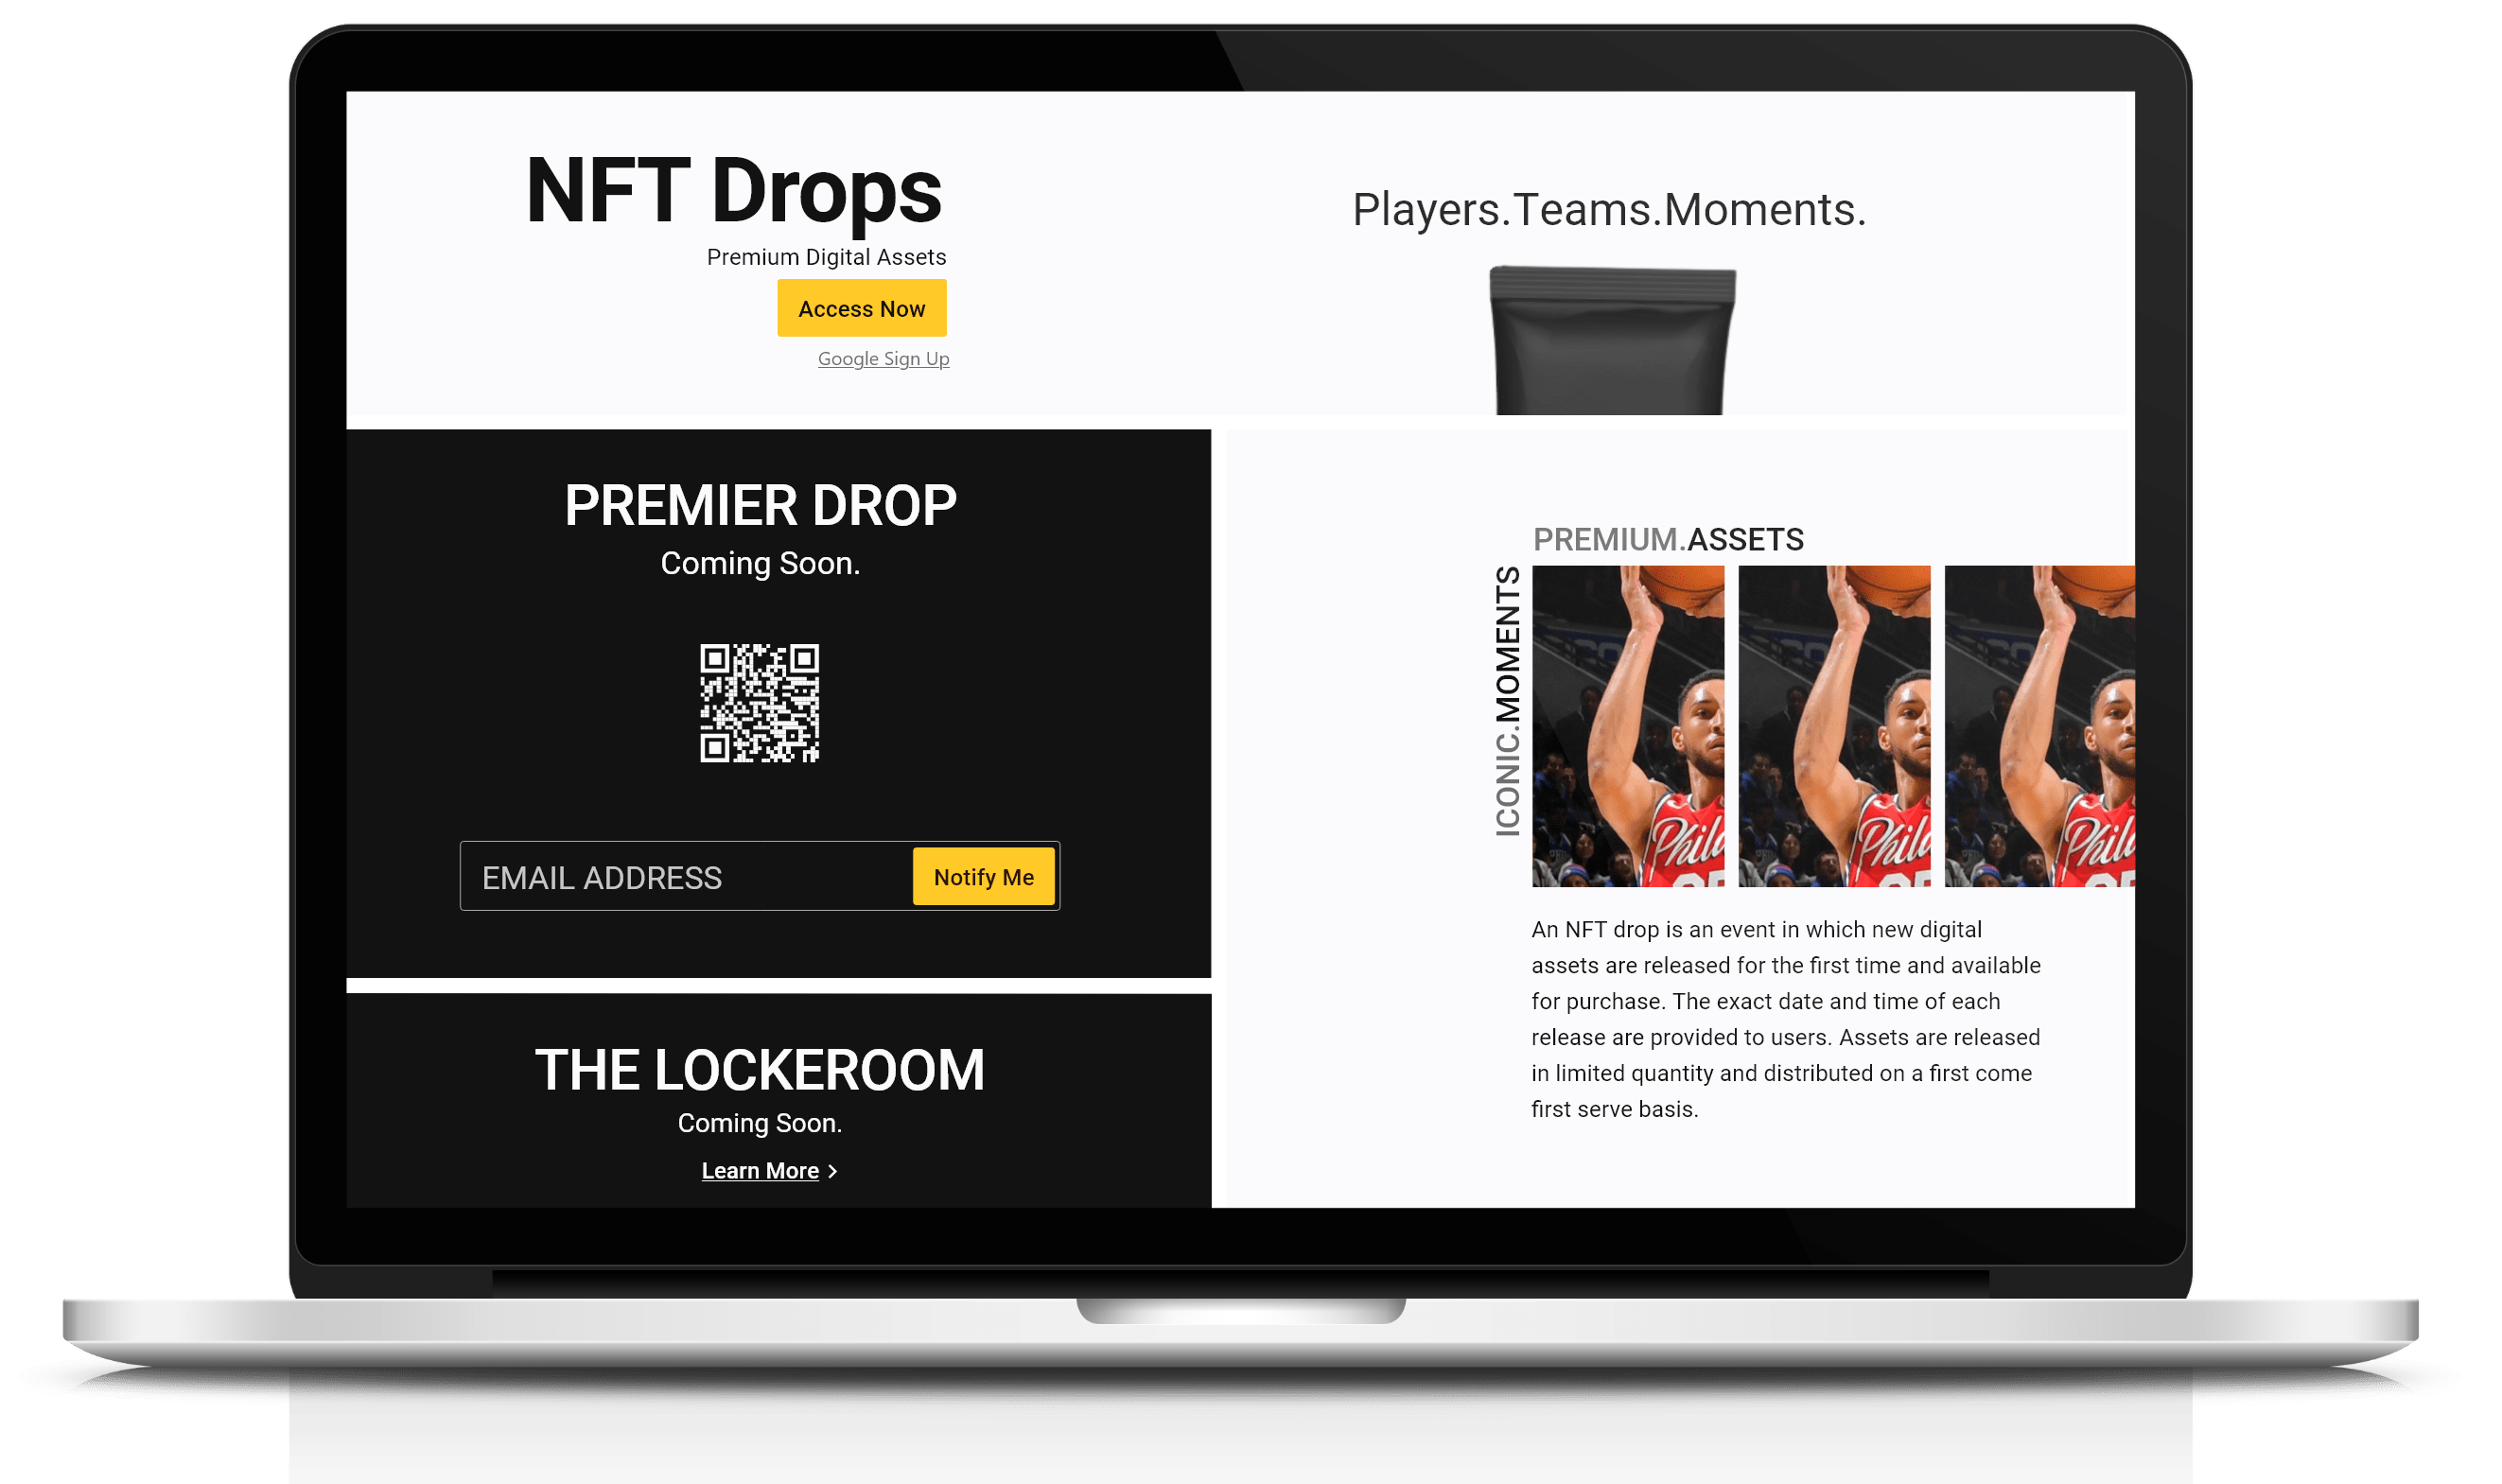 NFT Drops
Premium Digital Assets
Access Now
Google Sign Up
Players.Teams.Moments.
PREMIER DROP
Coming Soon.
EMAIL ADDRESS
Notify Me
THE LOCKEROOM
Coming Soon.
Learn More
PREMIUM.ASSETS
ICONIC.MOMENTS
An NFT drop is an event in which new digital
assets are released for the first time and available
for purchase. The exact date and time of each
release are provided to users. Assets are released
in limited quantity and distributed on a first come
first serve basis.